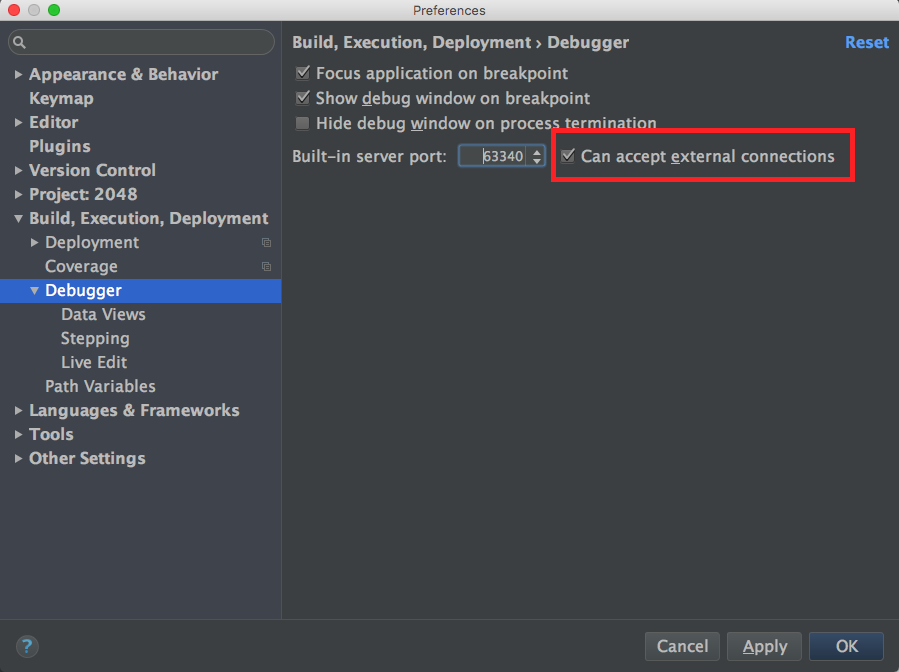 Preferences
Build, Execution, Deployment › Debugger
Reset
Appearance & Behavior
Keymap
Editor
Plugins
Version Control
Project: 2048
Build, Execution, Deployment
Deployment
Coverage
Debugger
Data Views
Stepping
Live Edit
Path Variables
Languages & Frameworks
Tools
Other Settings
Focus application on breakpoint
Show debug window on breakpoint
Hide debug window on process termination
Built-in server port: 63340 Can accept external connections
?
Cancel
Apply
OK